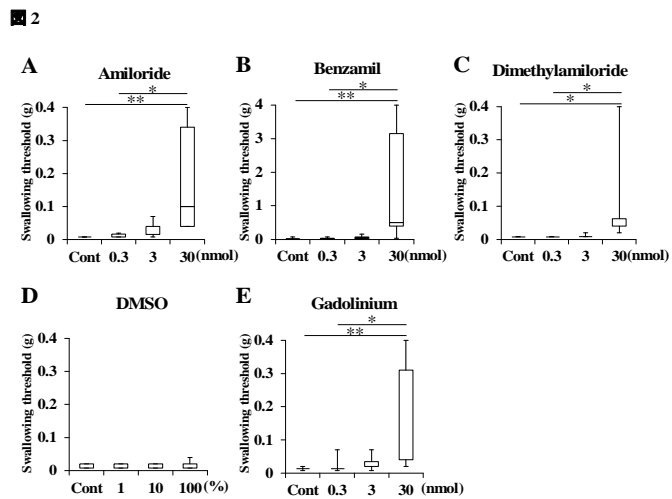 図 2
A Amiloride
* 
**
Swallowing threshold (g)
0.4
0.3
0.2
0.1
0
Cont 0.3 3 30(nmol)
B Benzamil
*
**
Swallowing threshold (g)
4
3
2
1
0
Cont 0.3 3 30(nmol)
C Dimethylamiloride
*
*
Swallowing threshold (g)
0.4
0.3
0.2
0.1
0
Cont 0.3 3 30(nmol)
D DMSO
Swallowing threshold (g)
0.4
0.3
0.2
0.1
0
Cont 1 10 100(%)
E Gadolinium
*
**
Swallowing threshold (g)
0.4
0.3
0.2
0.1
0
Cont 0.3 3 30 (nmol)